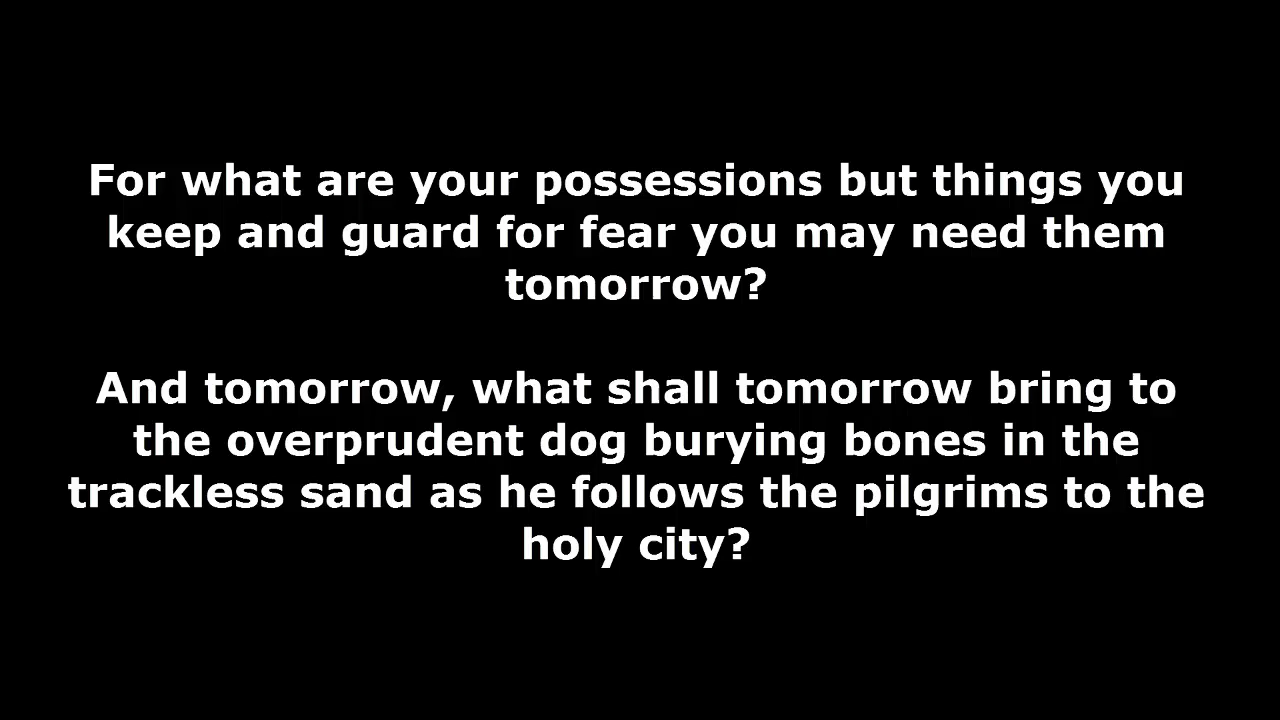 For what are your possessions but things you
keep and guard for fear you may need them
tomorrow?
And tomorrow, what shall tomorrow bring to
the overprudent dog burying bones in the
trackless sand as he follows the pilgrims to the
holy city?